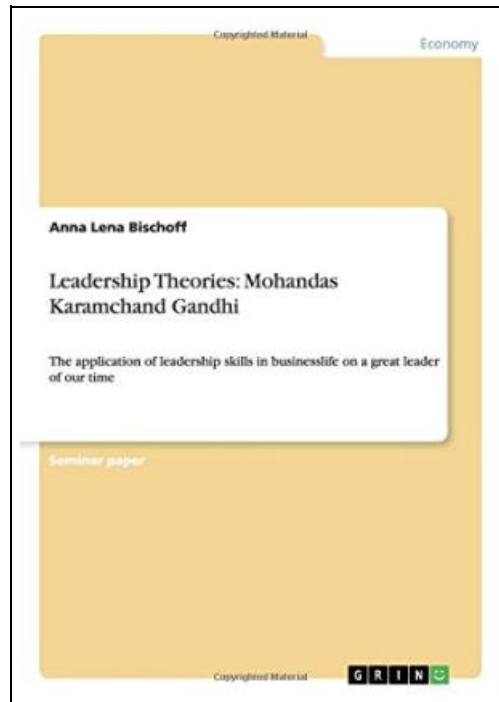 Copyrighted Material
Economy
Anna Lena Bischoff
Leadership Theories: Mohandas
Karamchand Gandhi
The application of leadership skills in businesslife on a great leader
of our time
Seminar paper
Copyrighted Material
GRIN